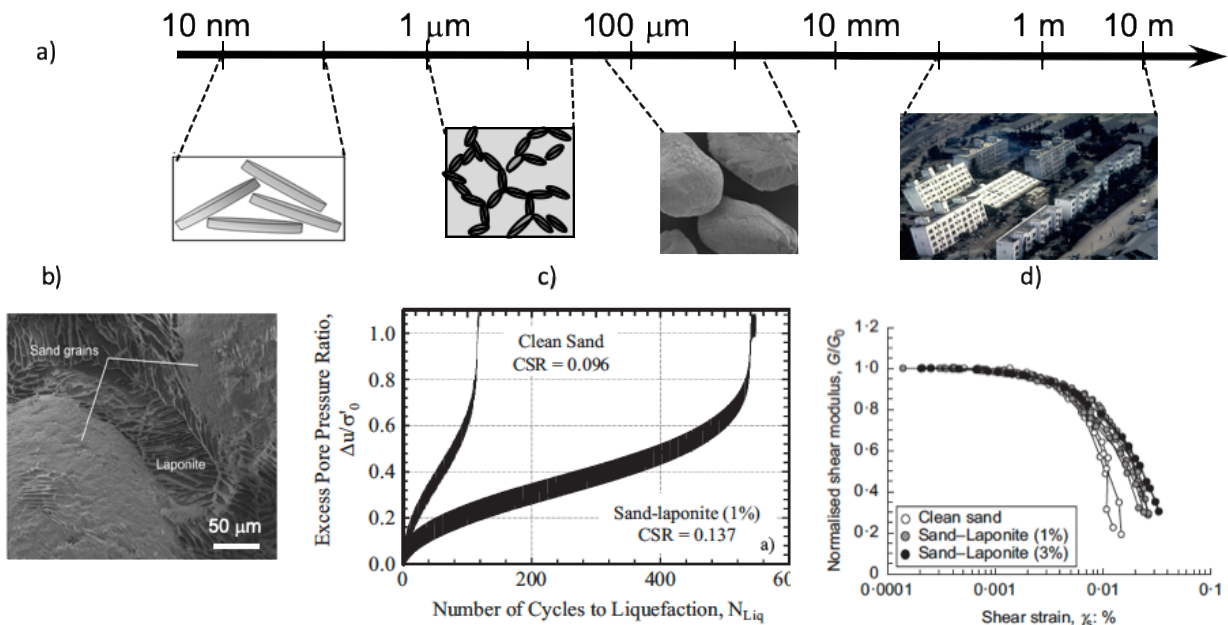 10 nm 1 μm 100 μm 10 mm 1 m 10 m
a)
b) c) d)
Sand grains
Laponite
50 μm
Excess Pore Pressure Ratio,
Δu/σ'0
1.0
0.8
0.6
0.4
0.2
0.0
Clean Sand
CSR = 0.096
Sand-laponite (1%)
CSR = 0.137
a)
0 200 400 60
Number of Cycles to Liquefaction, NLiq
Normalised shear modulus, G/G0
1·2
1·0
0·8
0·6
0·4
0·2
0
Clean sand
Sand–Laponite (1%)
Sand–Laponite (3%)
0·0001 0·001 0·01 0·1
Shear strain, γc: %